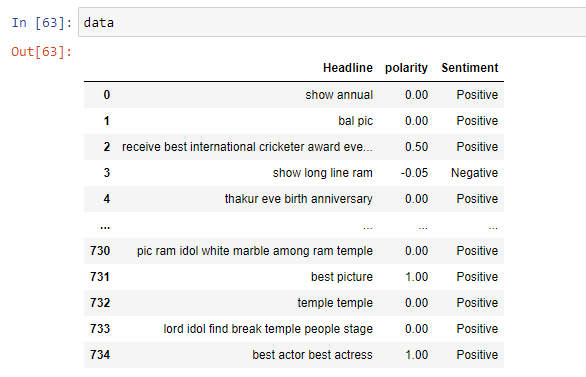 In [63]: data
Out[63]:
Headline polarity Sentiment
0 show annual 0.00 Positive
1 bal pic 0.00 Positive
2 receive best international cricketer award eve... 0.50 Positive
3 show long line ram -0.05 Negative
4 thakur eve birth anniversary 0.00 Positive
... ... ... ...
730 pic ram idol white marble among ram temple 0.00 Positive
731 best picture 1.00 Positive
732 temple temple 0.00 Positive
733 lord idol find break temple people stage 0.00 Positive
734 best actor best actress 1.00 Positive